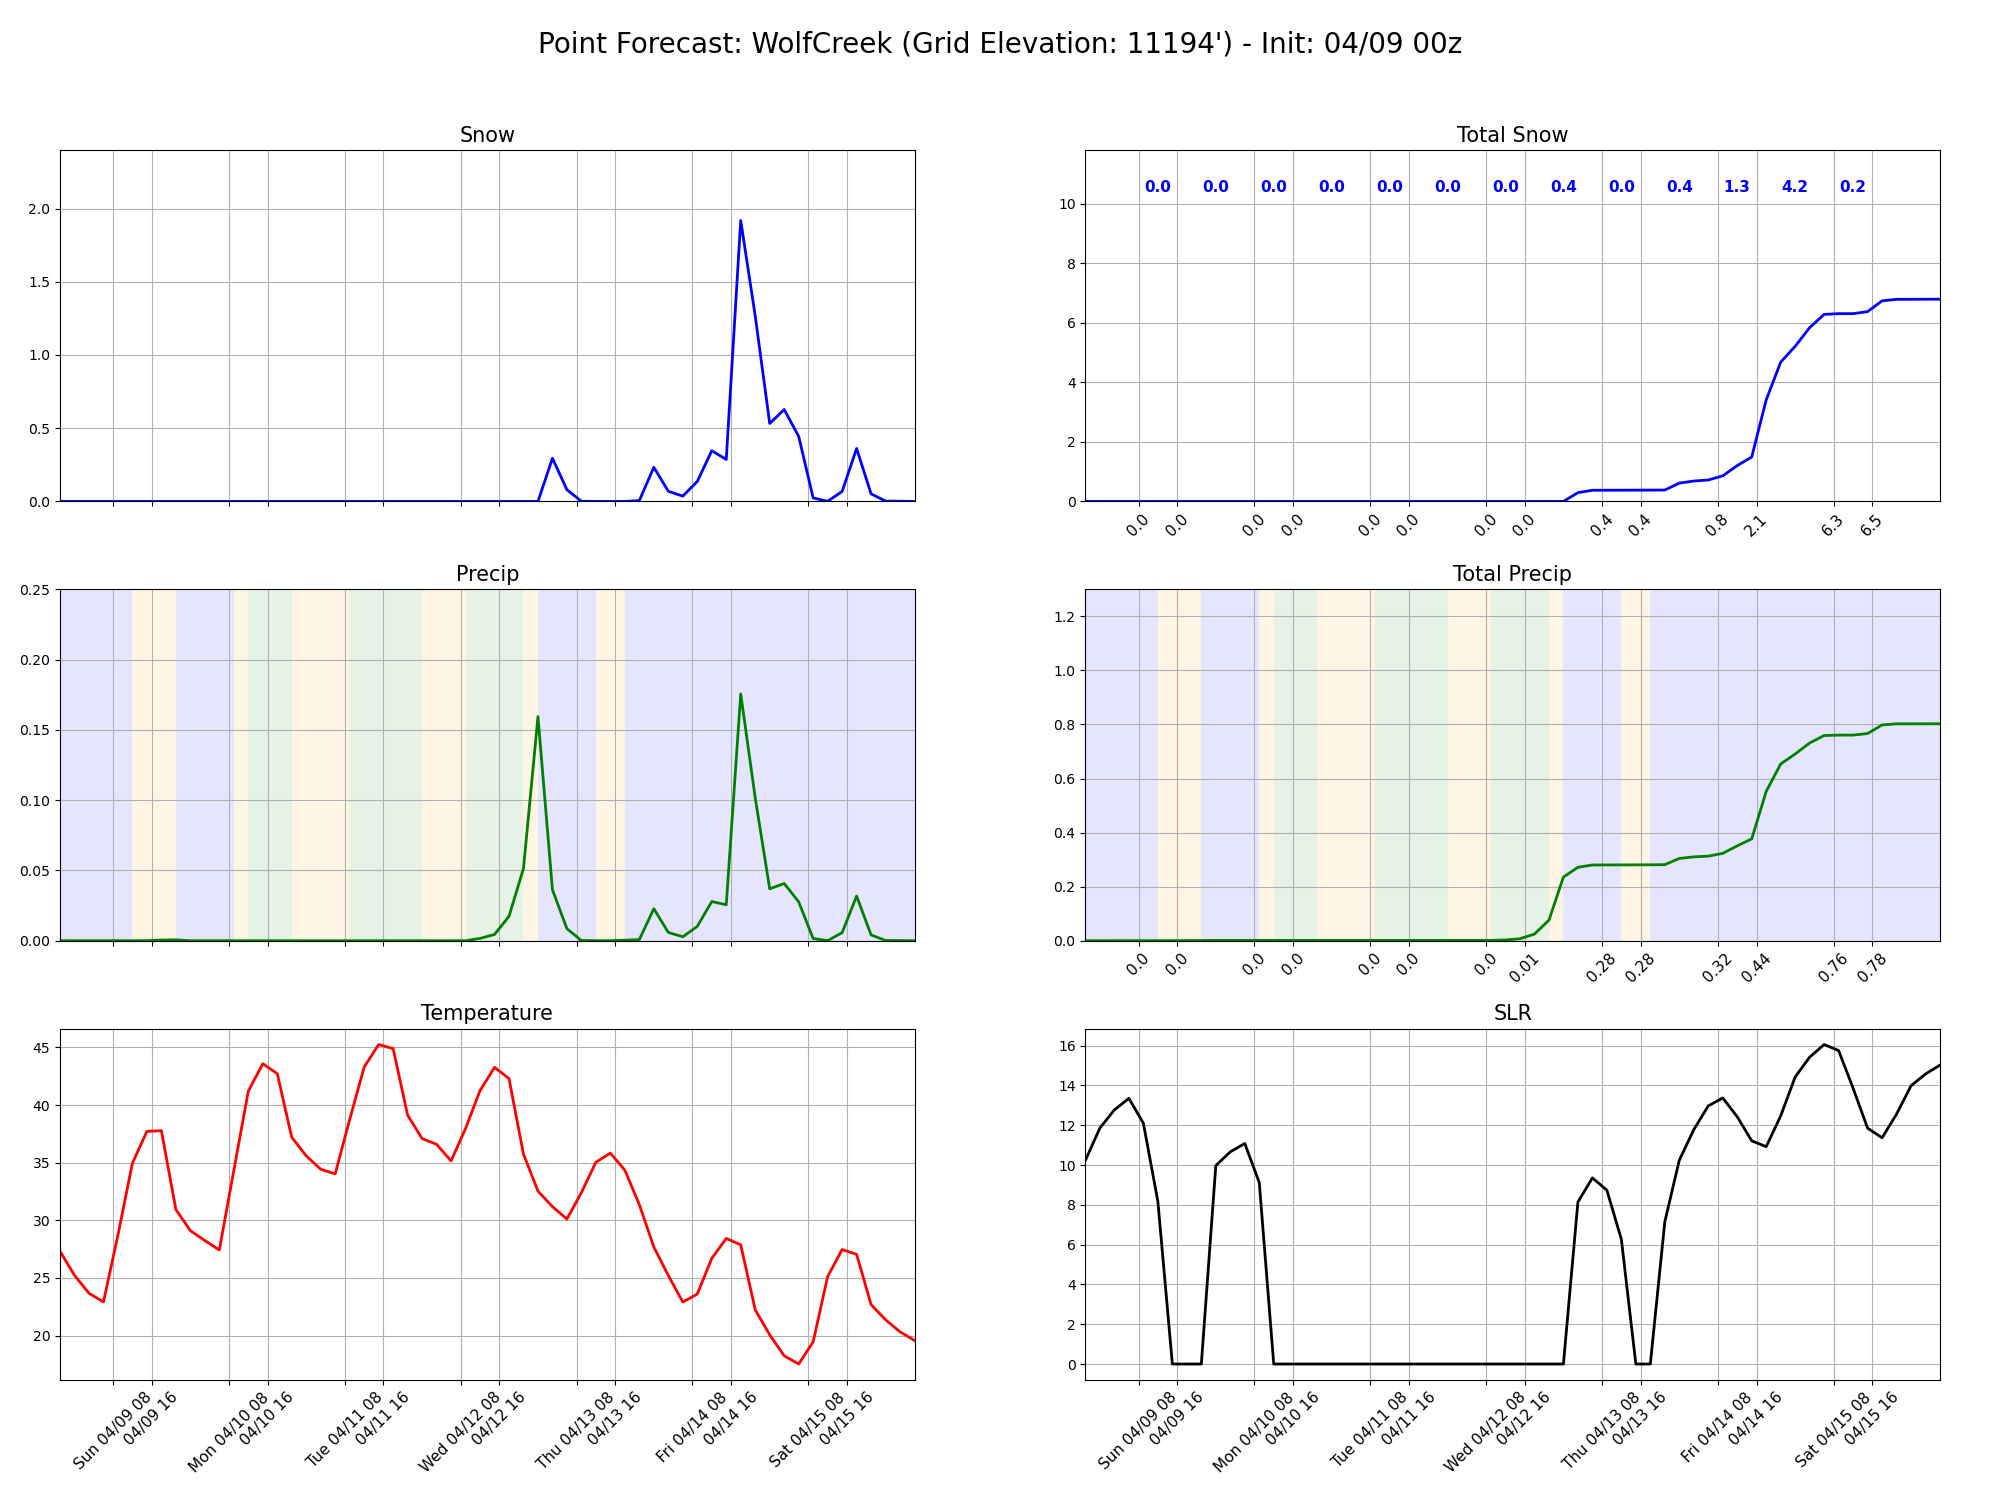 Point Forecast: WolfCreek (Grid Elevation: 11194') - Init: 04/09 00z
Snow
2.0
1.5
1.0
0.5
0.0
Total Snow
0.0 0.0 0.0 0.0 0.0 0.0 0.0 0.4 0.0 0.4 1.3 4.2 0.2
10
8
6
4
2
0
0.0 0.0 0.0 0.0 0.0 0.0 0.0 0.0 0.4 0.4 0.8 2.1 6.3 6.5
Precip
0.25
0.20
0.15
0.10
0.05
0.00
Total Precip
1.2
1.0
0.8
0.6
0.4
0.2
0.0
0.0 0.0 0.0 0.0 0.0 0.0 0.0 0.01 0.28 0.28 0.32 0.44 0.76 0.78
Temperature
45
40
35
30
25
20
Sun 04/09 08
04/09 16
Mon 04/10 08
04/10 16
Tue 04/11 08
04/11 16
Wed 04/12 08
04/12 16
Thu 04/13 08
04/13 16
Fri 04/14 08
04/14 16
Sat 04/15 08
04/15 16
SLR
16
14
12
10
8
6
4
2
0
Sun 04/09 08
04/09 16
Mon 04/10 08
04/10 16
Tue 04/11 08
04/11 16
Wed 04/12 08
04/12 16
Thu 04/13 08
04/13 16
Fri 04/14 08
04/14 16
Sat 04/15 08
04/15 16